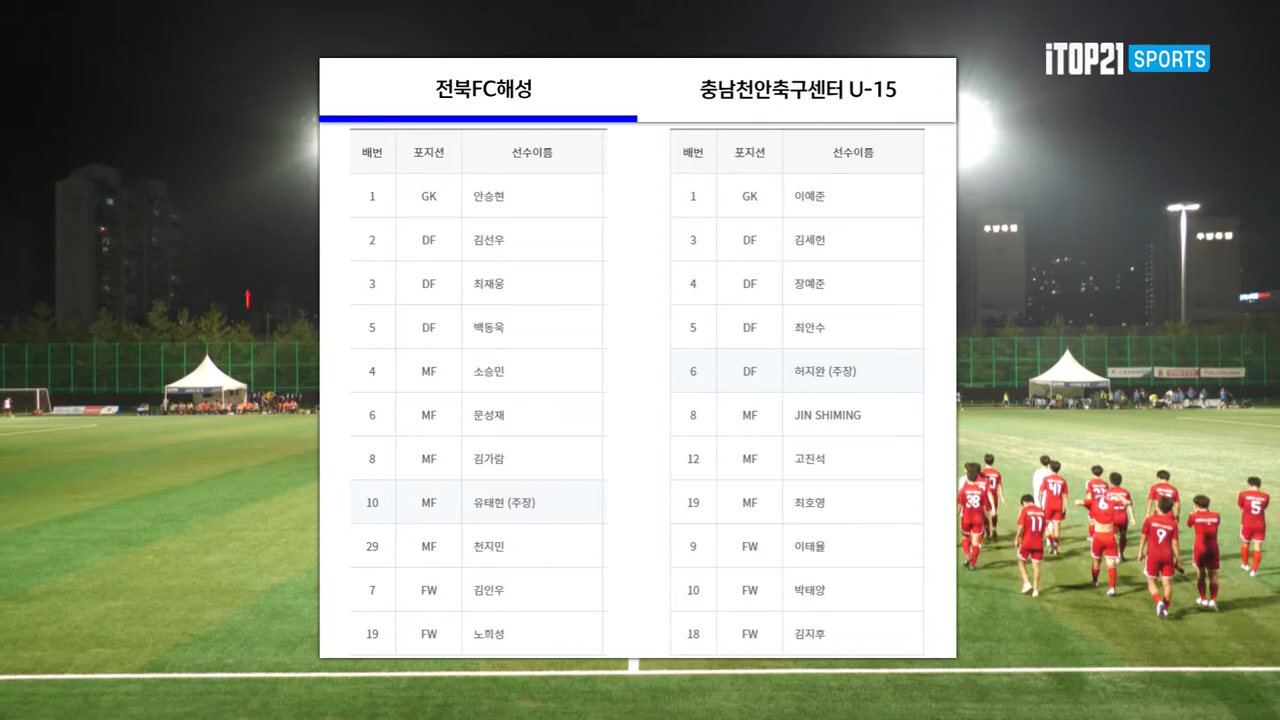 iTOP21 SPORTS
전북FC해성
충남천안축구센터 U-15
배번 포지션 선수이름
1 GK 안승현
2 DF 김선우
3 DF 최재웅
5 DF 백동욱
4 MF 소승민
6 MF 문성재
8 MF 김가람
10 MF 유태현 (주장)
29 MF 천지민
7 FW 김인우
19 FW 노희성
배번 포지션 선수이름
1 GK 이예준
3 DF 김세현
4 DF 장예준
5 DF 최안수
6 DF 허지완 (주장)
8 MF JIN SHIMING
12 MF 고진석
19 MF 최호영
9 FW 이태율
10 FW 박태양
18 FW 김지후
38
11
41
6
9
5